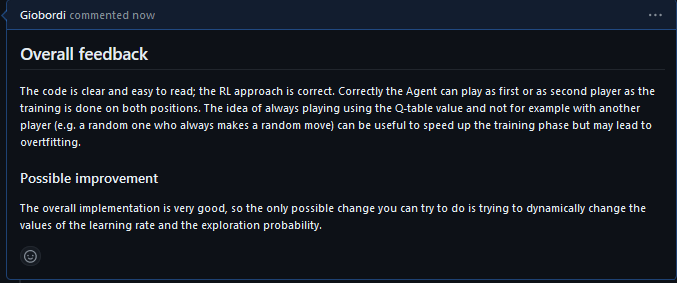 Giobordi commented now
Overall feedback
The code is clear and easy to read; the RL approach is correct. Correctly the Agent can play as first or as second player as the
training is done on both positions. The idea of always playing using the Q-table value and not for example with another
player (e.g. a random one who always makes a random move) can be useful to speed up the training phase but may lead to
overtfitting.
Possible improvement
The overall implementation is very good, so the only possible change you can try to do is trying to dynamically change the
values of the learning rate and the exploration probability.